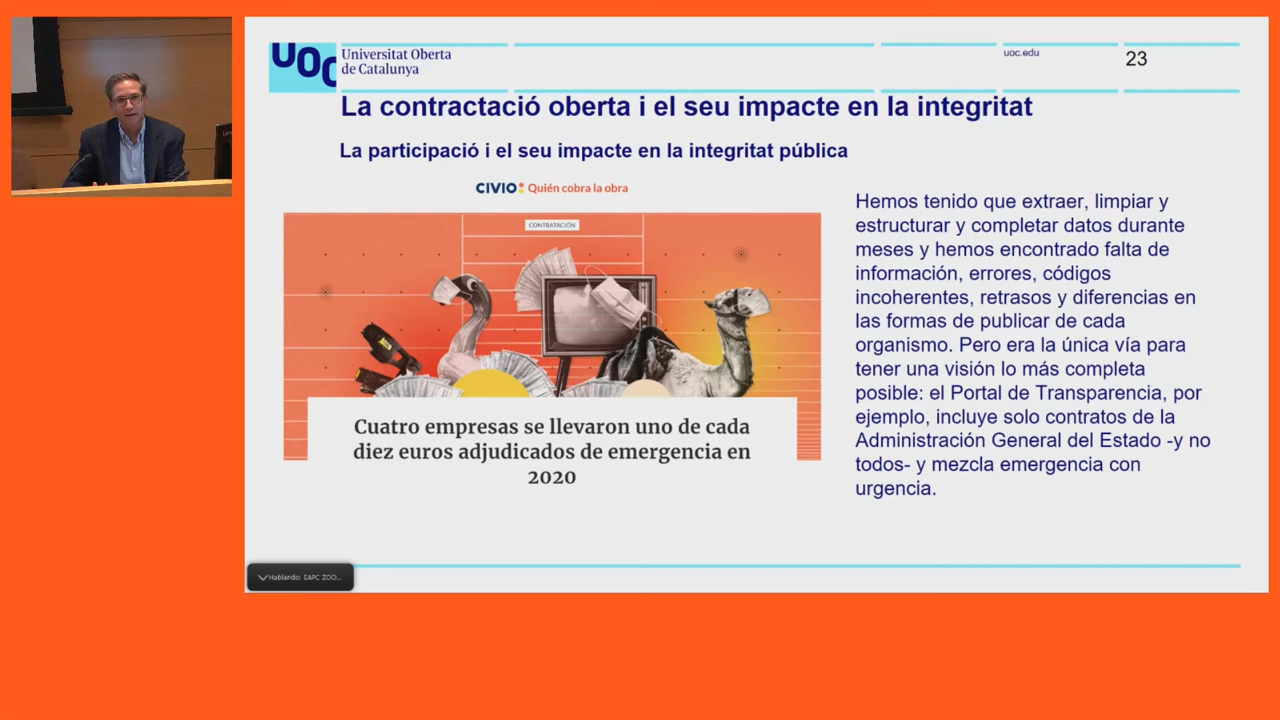 UOC
Universitat Oberta
de Catalunya
uoc.edu
23
La contractació oberta i el seu impacte en la integritat
La participació i el seu impacte en la integritat pública
CIVIO Quién cobra la obra
CONTRATACIÓN
Cuatro empresas se llevaron uno de cada
diez euros adjudicados de emergencia en
2020
Hemos tenido que extraer, limpiar y
estructurar y completar datos durante
meses y hemos encontrado falta de
información, errores, códigos
incoherentes, retrasos y diferencias en
las formas de publicar de cada
organismo. Pero era la única vía para
tener una visión lo más completa
posible: el Portal de Transparencia, por
ejemplo, incluye solo contratos de la
Administración General del Estado -y no
todos- y mezcla emergencia con
urgencia.
Hablando: EAPC ZOO...